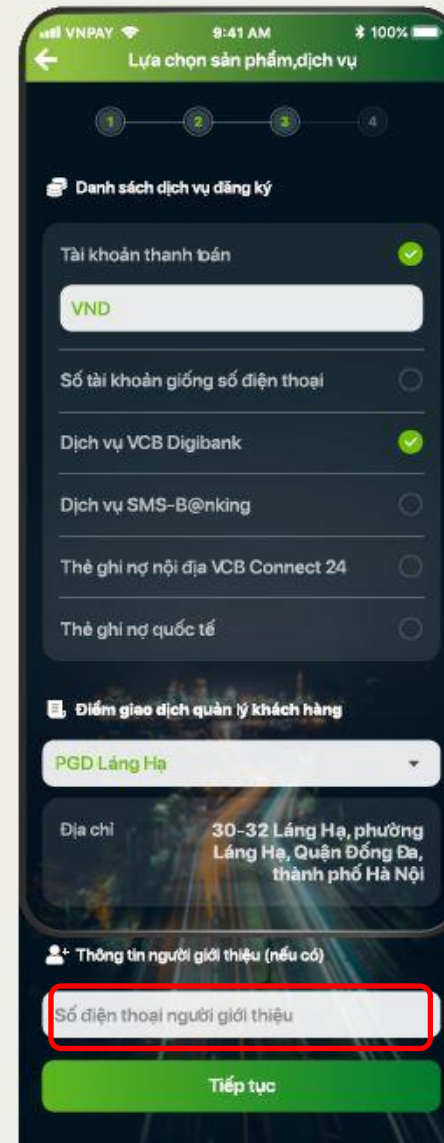 VNPAY 9:41 AM 100%
Lựa chọn sản phẩm,dịch vụ
1 2 3 4
Danh sách dịch vụ đăng ký
Tài khoản thanh toán
VND
Số tài khoản giống số điện thoại
Dịch vụ VCB Digibank
Dịch vụ SMS-B@nking
Thẻ ghi nợ nội địa VCB Connect 24
Thẻ ghi nợ quốc tế
Điểm giao dịch quản lý khách hàng
PGD Láng Hạ
Địa chỉ 30-32 Láng Hạ, phường
Láng Hạ, Quận Đống Đa,
thành phố Hà Nội
Thông tin người giới thiệu (nếu có)
Số điện thoại người giới thiệu
Tiếp tục